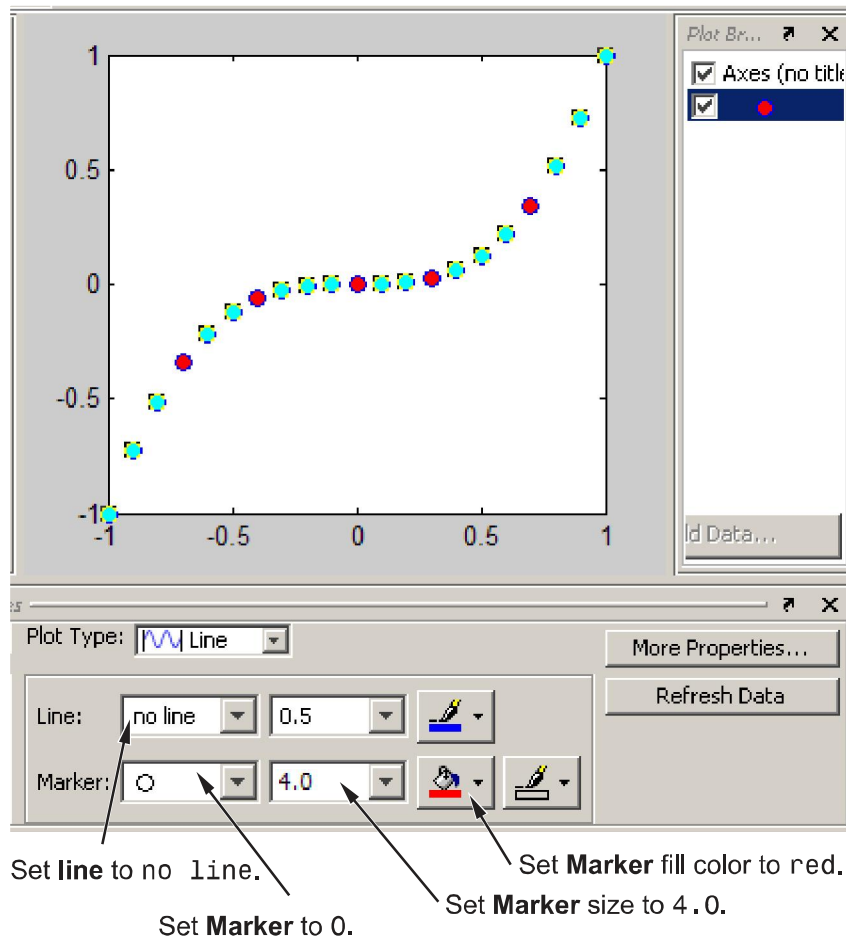 Plot Br...
Axes (no title
1
0.5
0
-0.5
-1
-1
-0.5
0
0.5
1
ld Data...
es
Plot Type: Line
More Properties...
Line: no line 0.5
Refresh Data
Marker: 4.0
Set line to no line.
Set Marker fill color to red.
Set Marker size to 4.0.
Set Marker to O.